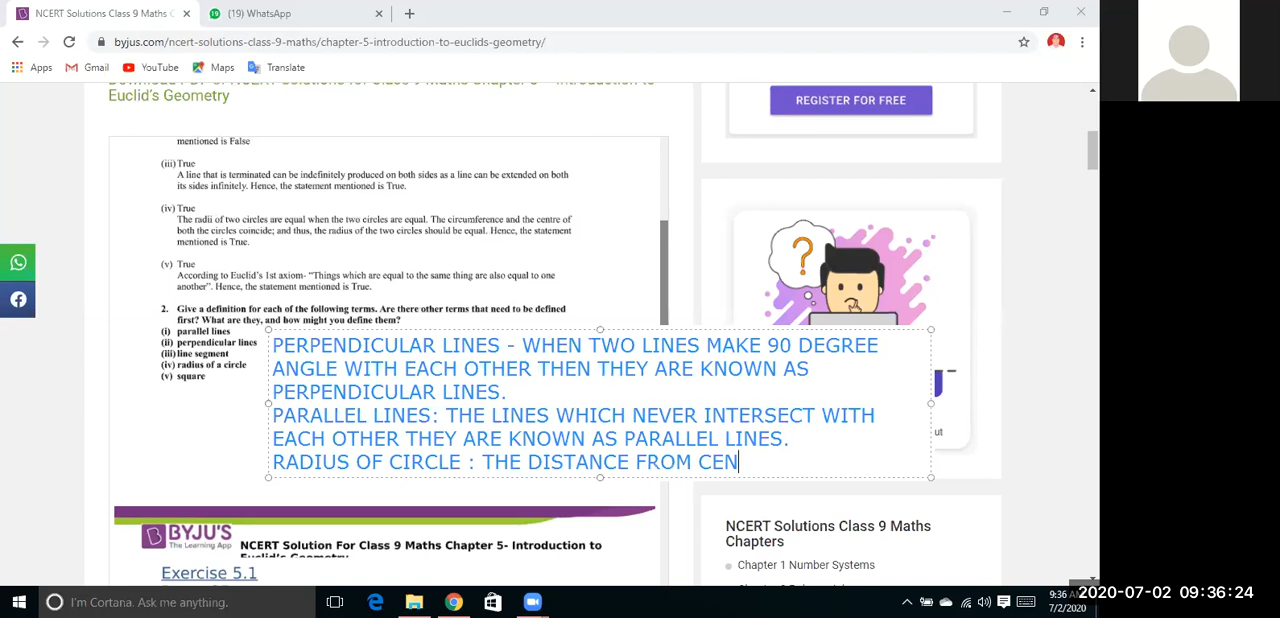 NCERT Solutions Class 9 Maths C
(19) WhatsApp
byjus.com/ncert-solutions-class-9-maths/chapter-5-introduction-to-euclids-geometry/
Apps
Gmail
YouTube
Maps
Translate
Euclid's Geometry
REGISTER FOR FREE
mentioned is False
(iii) True
A line that is terminated can be indefinitely produced on both sides as a line can be extended on both
its sides infinitely. Hence, the statement mentioned is True.
(iv) True
The radii of two circles are equal when the two circles are equal. The circumference and the centre of
both the circles coincide; and thus, the radius of the two circles should be equal. Hence, the statement
mentioned is True.
(v) True
According to Euclid's 1st axiom- “Things which are equal to the same thing are also equal to one
another”. Hence, the statement mentioned is True.
2. Give a definition for each of the following terms. Are there other terms that need to be defined
first? What are they, and how might you define them?
(i) parallel lines
(ii) perpendicular lines
(iii) line segment
(iv) radius of a circle
(v) square
PERPENDICULAR LINES - WHEN TWO LINES MAKE 90 DEGREE
ANGLE WITH EACH OTHER THEN THEY ARE KNOWN AS
PERPENDICULAR LINES.
PARALLEL LINES: THE LINES WHICH NEVER INTERSECT WITH
EACH OTHER THEY ARE KNOWN AS PARALLEL LINES.
RADIUS OF CIRCLE : THE DISTANCE FROM CEN
ut
BYJU'S
The Learning App
NCERT Solution For Class 9 Maths Chapter 5- Introduction to
Euclid's Geometry
Exercise 5.1
NCERT Solutions Class 9 Maths
Chapters
Chapter 1 Number Systems
I'm Cortana. Ask me anything.
9:36 AM
7/2/2020
2020-07-02 09:36:24